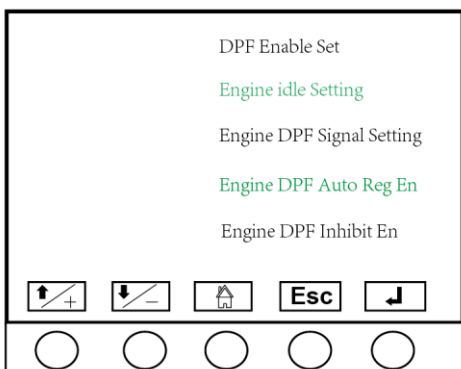 DPF Enable Set
Engine idle Setting
Engine DPF Signal Setting
Engine DPF Auto Reg En
Engine DPF Inhibit En
+ - Esc